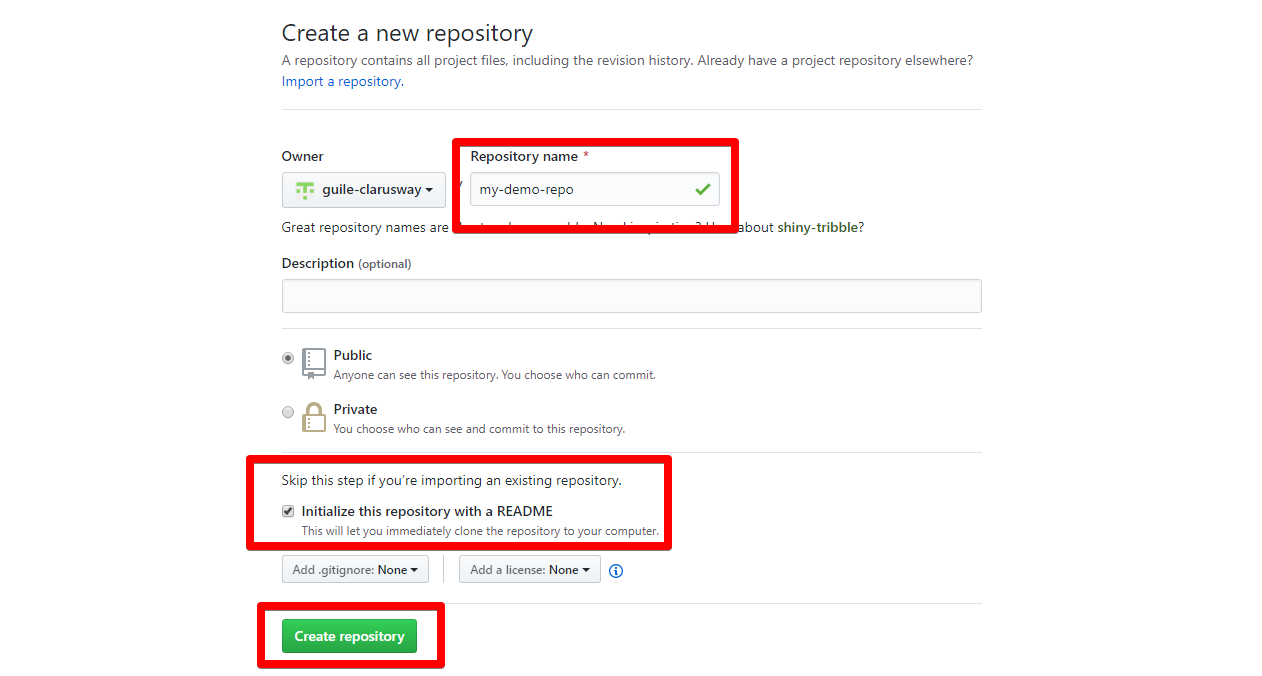 Create a new repository
A repository contains all project files, including the revision history. Already have a project repository elsewhere?
Import a repository.
Owner
Repository name *
guile-clarusway
my-demo-repo
Great repository names are about shiny-tribble?
Description (optional)
Public
Anyone can see this repository. You choose who can commit.
Private
You choose who can see and commit to this repository.
Skip this step if you're importing an existing repository.
Initialize this repository with a README
This will let you immediately clone the repository to your computer.
Add .gitignore: None
Add a license: None
Create repository